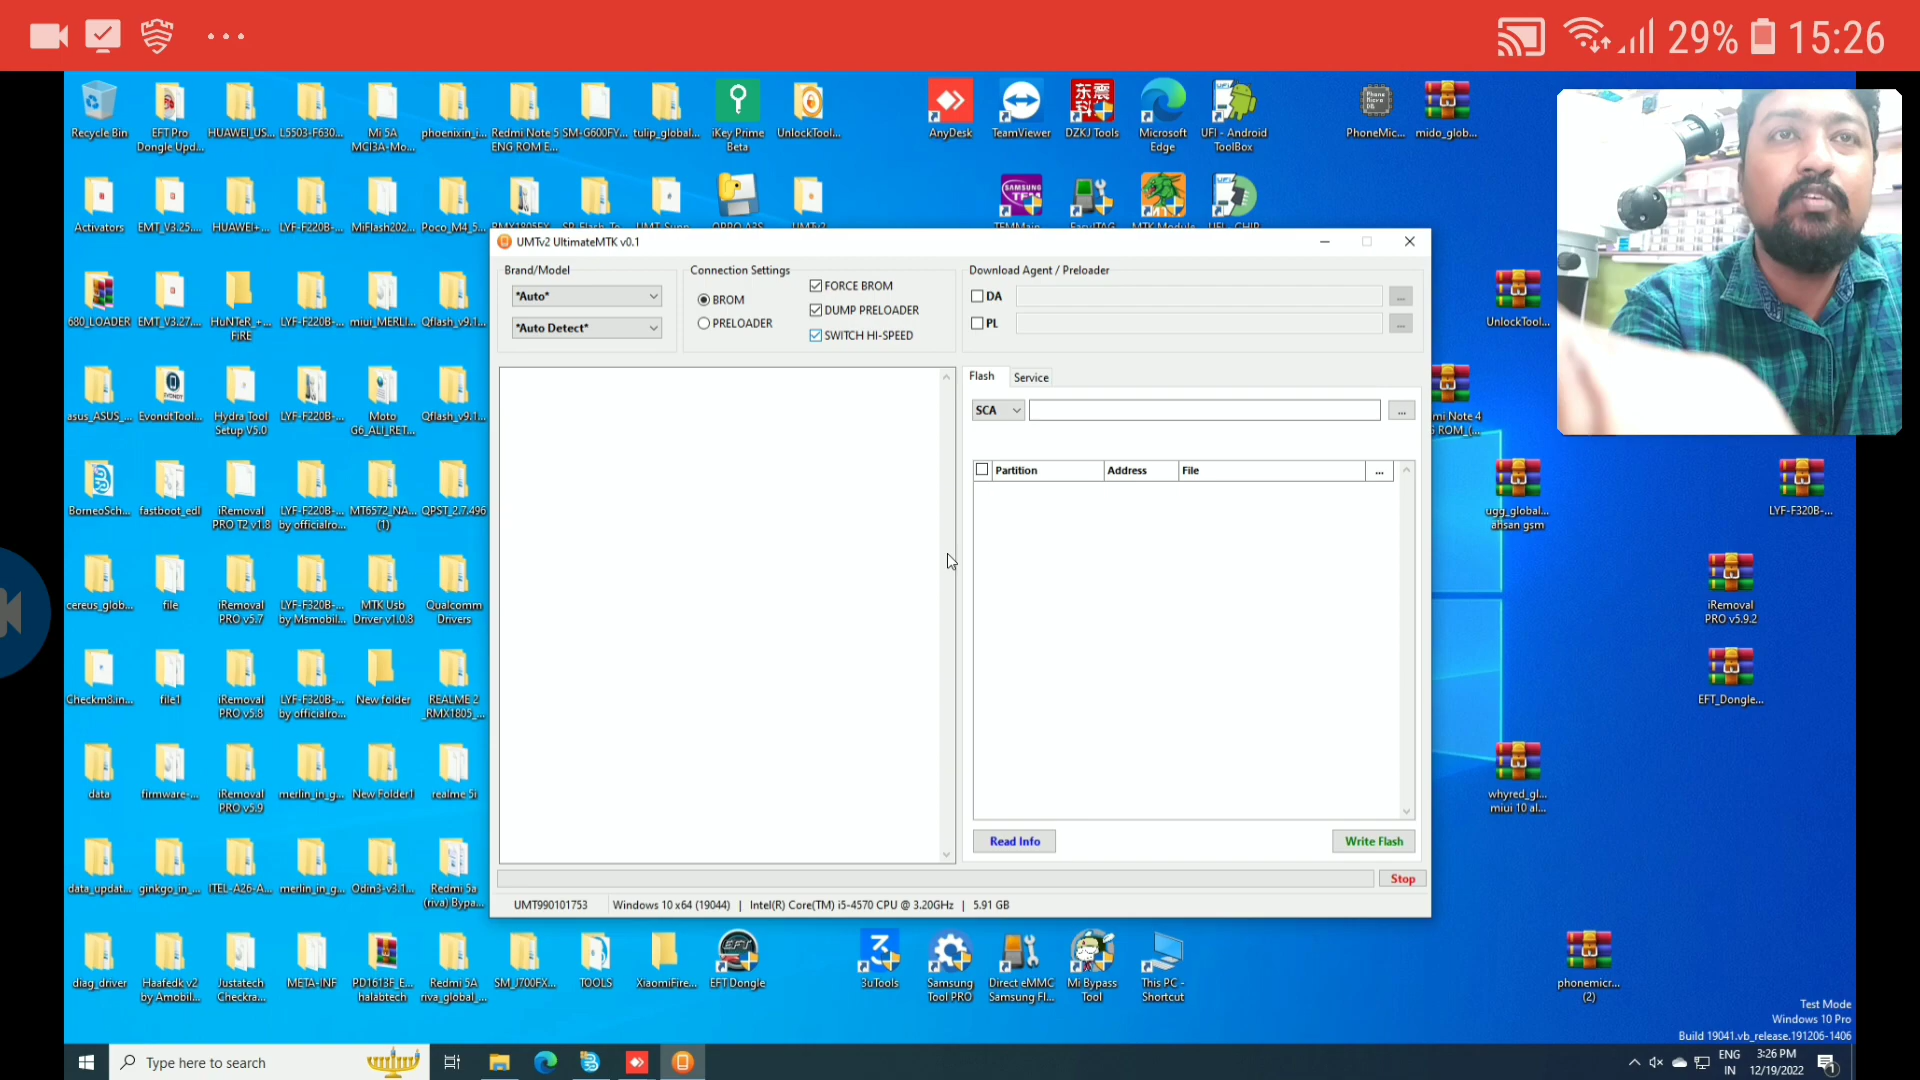 29% 15:26
Recycle Bin
EFT Pro
Dongle Upd...
HUAWEI_US...
L5503-F630...
Mi 5A
MCI3A-Mo...
phoenixin_i...
Redmi Note 5
ENG ROM E...
SM-G600FY...
tulip_global...
iKey Prime
Beta
UnlockTool...
AnyDesk
TeamViewer
DZKJ Tools
Microsoft
Edge
UFI - Android
ToolBox
PhoneMic...
mido_glob...
东震
科技
Activators
EMT_V3.25....
HUAWEI+...
LYF-F220B-...
MiFlash202...
Poco_M4_5...
SAMSUNG
UFI
UMTv2 UltimateMTK v0.1
Brand/Model
*Auto*
*Auto Detect*
Connection Settings
BROM
PRELOADER
FORCE BROM
DUMP PRELOADER
SWITCH HI-SPEED
Download Agent / Preloader
DA
...
PL
...
Flash
Service
SCA
...
Partition
Address
File
...
Read Info
Write Flash
Stop
UMT990101753
Windows 10 x64 (19044) | Intel(R) Core(TM) i5-4570 CPU @ 3.20GHz | 5.91 GB
680_LOADER
EMT_V3.27....
HuNTeR_+...
FiRE
LYF-F220B-...
miui_MERLI...
Qflash_v9.1...
UnlockTool...
asus_ASUS_...
EvondtTool...
Hydra Tool
Setup V5.0
LYF-F220B-...
Moto
G6_ALI_RET...
Qflash_v9.1...
mi Note 4
ROM_(...
BorneoSch...
fastboot_edl
iRemoval
PRO T2 v1.8
LYF-F220B-...
by officialro...
MT6572_NA...
(1)
QPST_2.7.496
ugg_global...
ahsan gsm
LYF-F320B-...
cereus_glob...
file
iRemoval
PRO v5.7
LYF-F320B-...
by Msmobil...
MTK Usb
Driver v1.0.8
Qualcomm
Drivers
iRemoval
PRO v5.9.2
Checkm8.in...
file1
iRemoval
PRO v5.8
LYF-F320B-...
by officialro...
New folder
REALME 2
_RMX1805_...
EFT_Dongle...
data
firmware-...
iRemoval
PRO v5.9
merlin_in_g...
New Folder1
realme 5i
whyred_gl...
miui 10 al...
data_updat...
ginkgo_in_...
ITEL-A26-A...
merlin_in_g...
Odin3-v3.1...
Redmi 5a
(riva) Bypa...
diag_driver
Haafedk v2
by Amobil...
Justatech
Checkra...
META-INF
PD1613F_E...
halabtech
Redmi 5A
riva_global_...
SM_J700FX...
TOOLS
XiaomiFire...
EFT Dongle
3uTools
Samsung
Tool PRO
Direct eMMC
Samsung Fl...
Mi Bypass
Tool
This PC -
Shortcut
phonemicr...
(2)
Test Mode
Windows 10 Pro
Build 19041.vb_release.191206-1406
Type here to search
ENG
IN
3:26 PM
12/19/2022
1